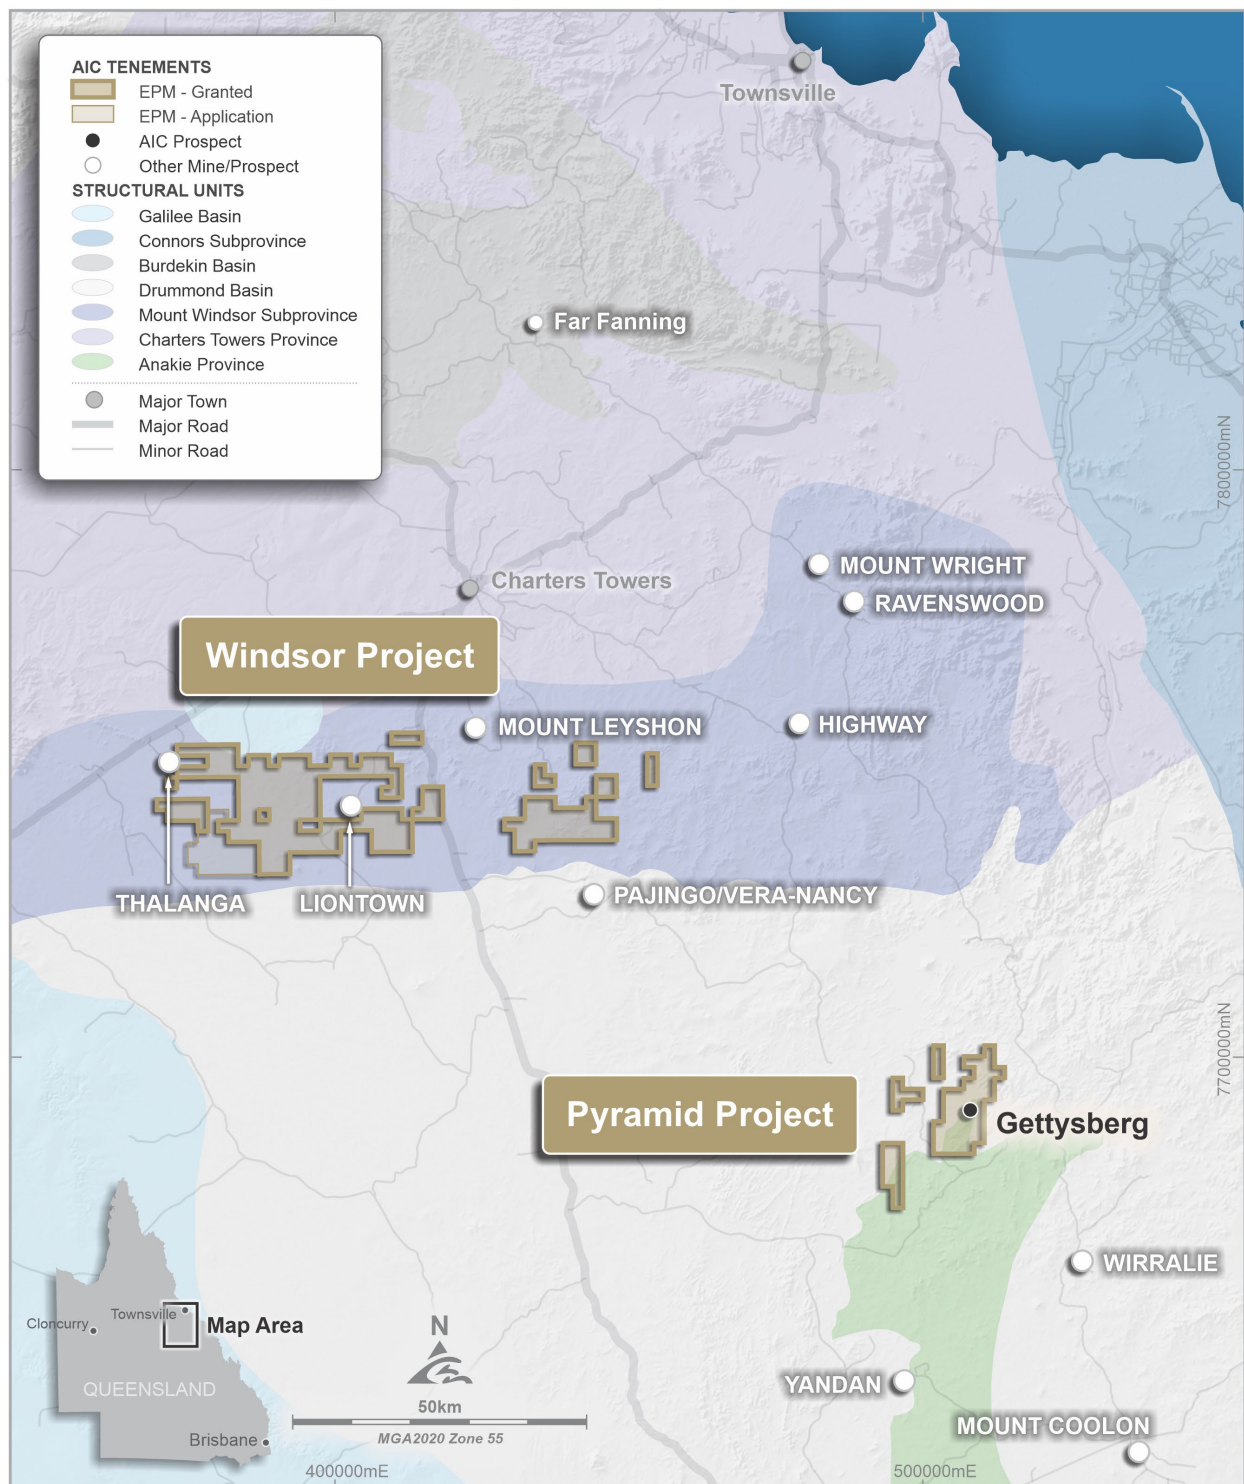 AIC TENEMENTS
EPM - Granted
EPM - Application
AIC Prospect
Other Mine/Prospect
STRUCTURAL UNITS
Galilee Basin
Connors Subprovince
Burdekin Basin
Drummond Basin
Mount Windsor Subprovince
Charters Towers Province
Anakie Province
Major Town
Major Road
Minor Road
Townsville
Far Fanning
7800000mN
MOUNT WRIGHT
Charters Towers
RAVENSWOOD
Windsor Project
MOUNT LEYSHON
HIGHWAY
THALANGA
LIONTOWN
PAJINGO/VERA-NANCY
7700000mN
Pyramid Project
Gettysberg
WIRRALIE
Townsville
Cloncurry
Map Area
N
QUEENSLAND
YANDAN
50km
MOUNT COOLON
MGA2020 Zone 55
Brisbane
400000mE
500000mE